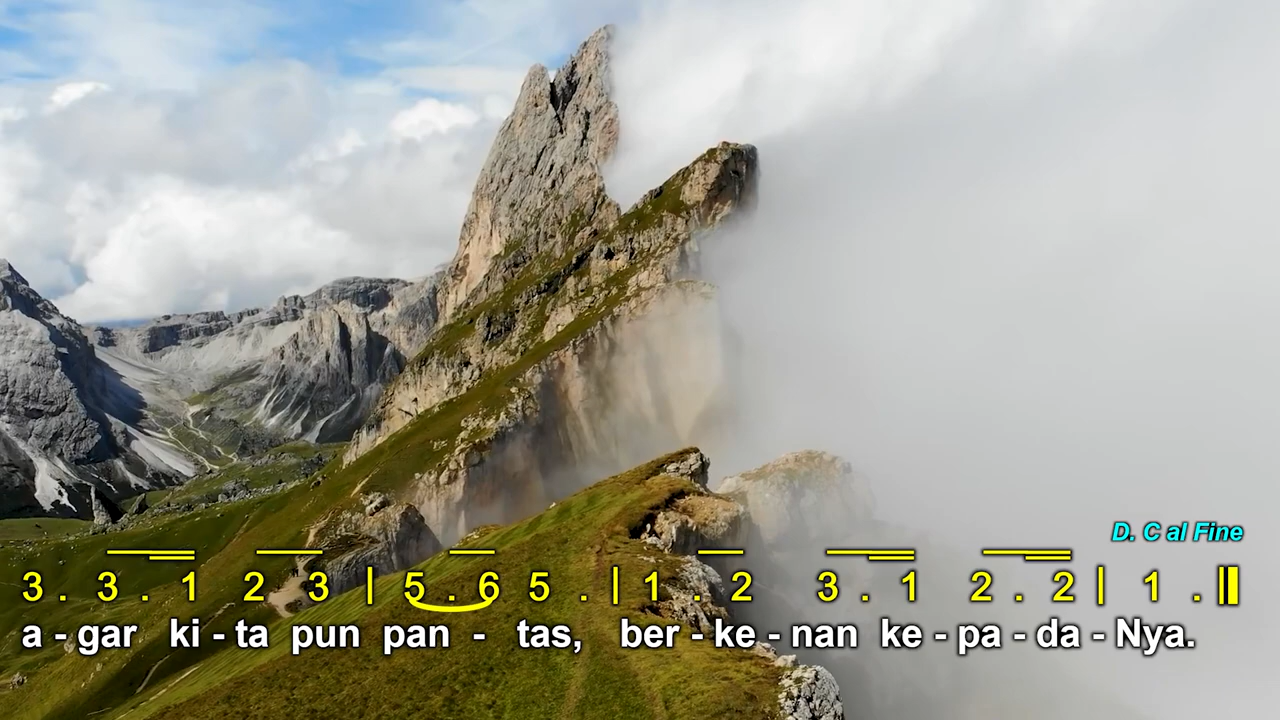 D. C al Fine
3 . 3 . 1 2 3 | 5 . 6 5 . | 1 . 2 3 . 1 2 . 2 | 1 . ||
a - gar ki - ta pun pan - tas, ber - ke - nan ke - pa - da - Nya.